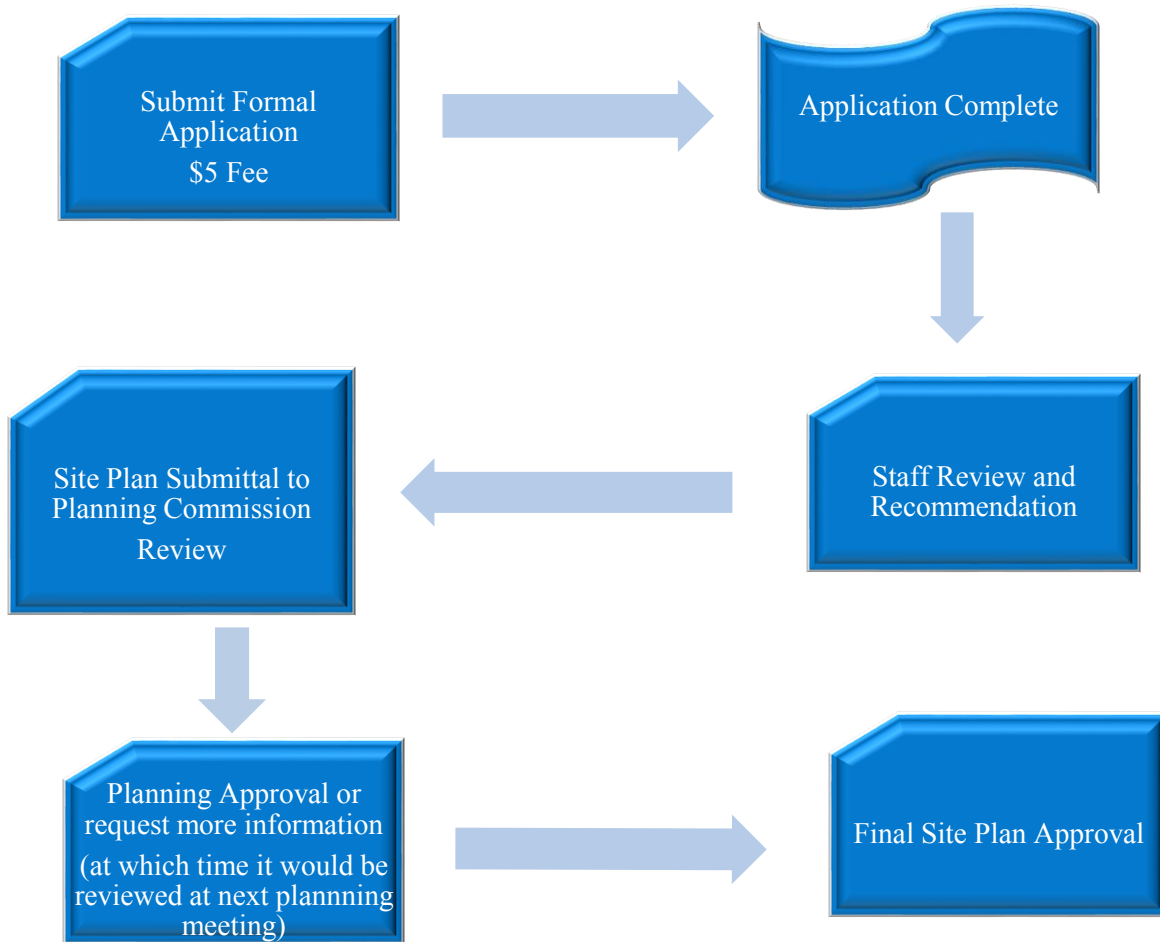 Submit Formal
Application
$5 Fee
Application Complete
Staff Review and
Recommendation
Site Plan Submittal to
Planning Commission
Review
Planning Approval or
request more information
(at which time it would be
reviewed at next plannning
meeting)
Final Site Plan Approval